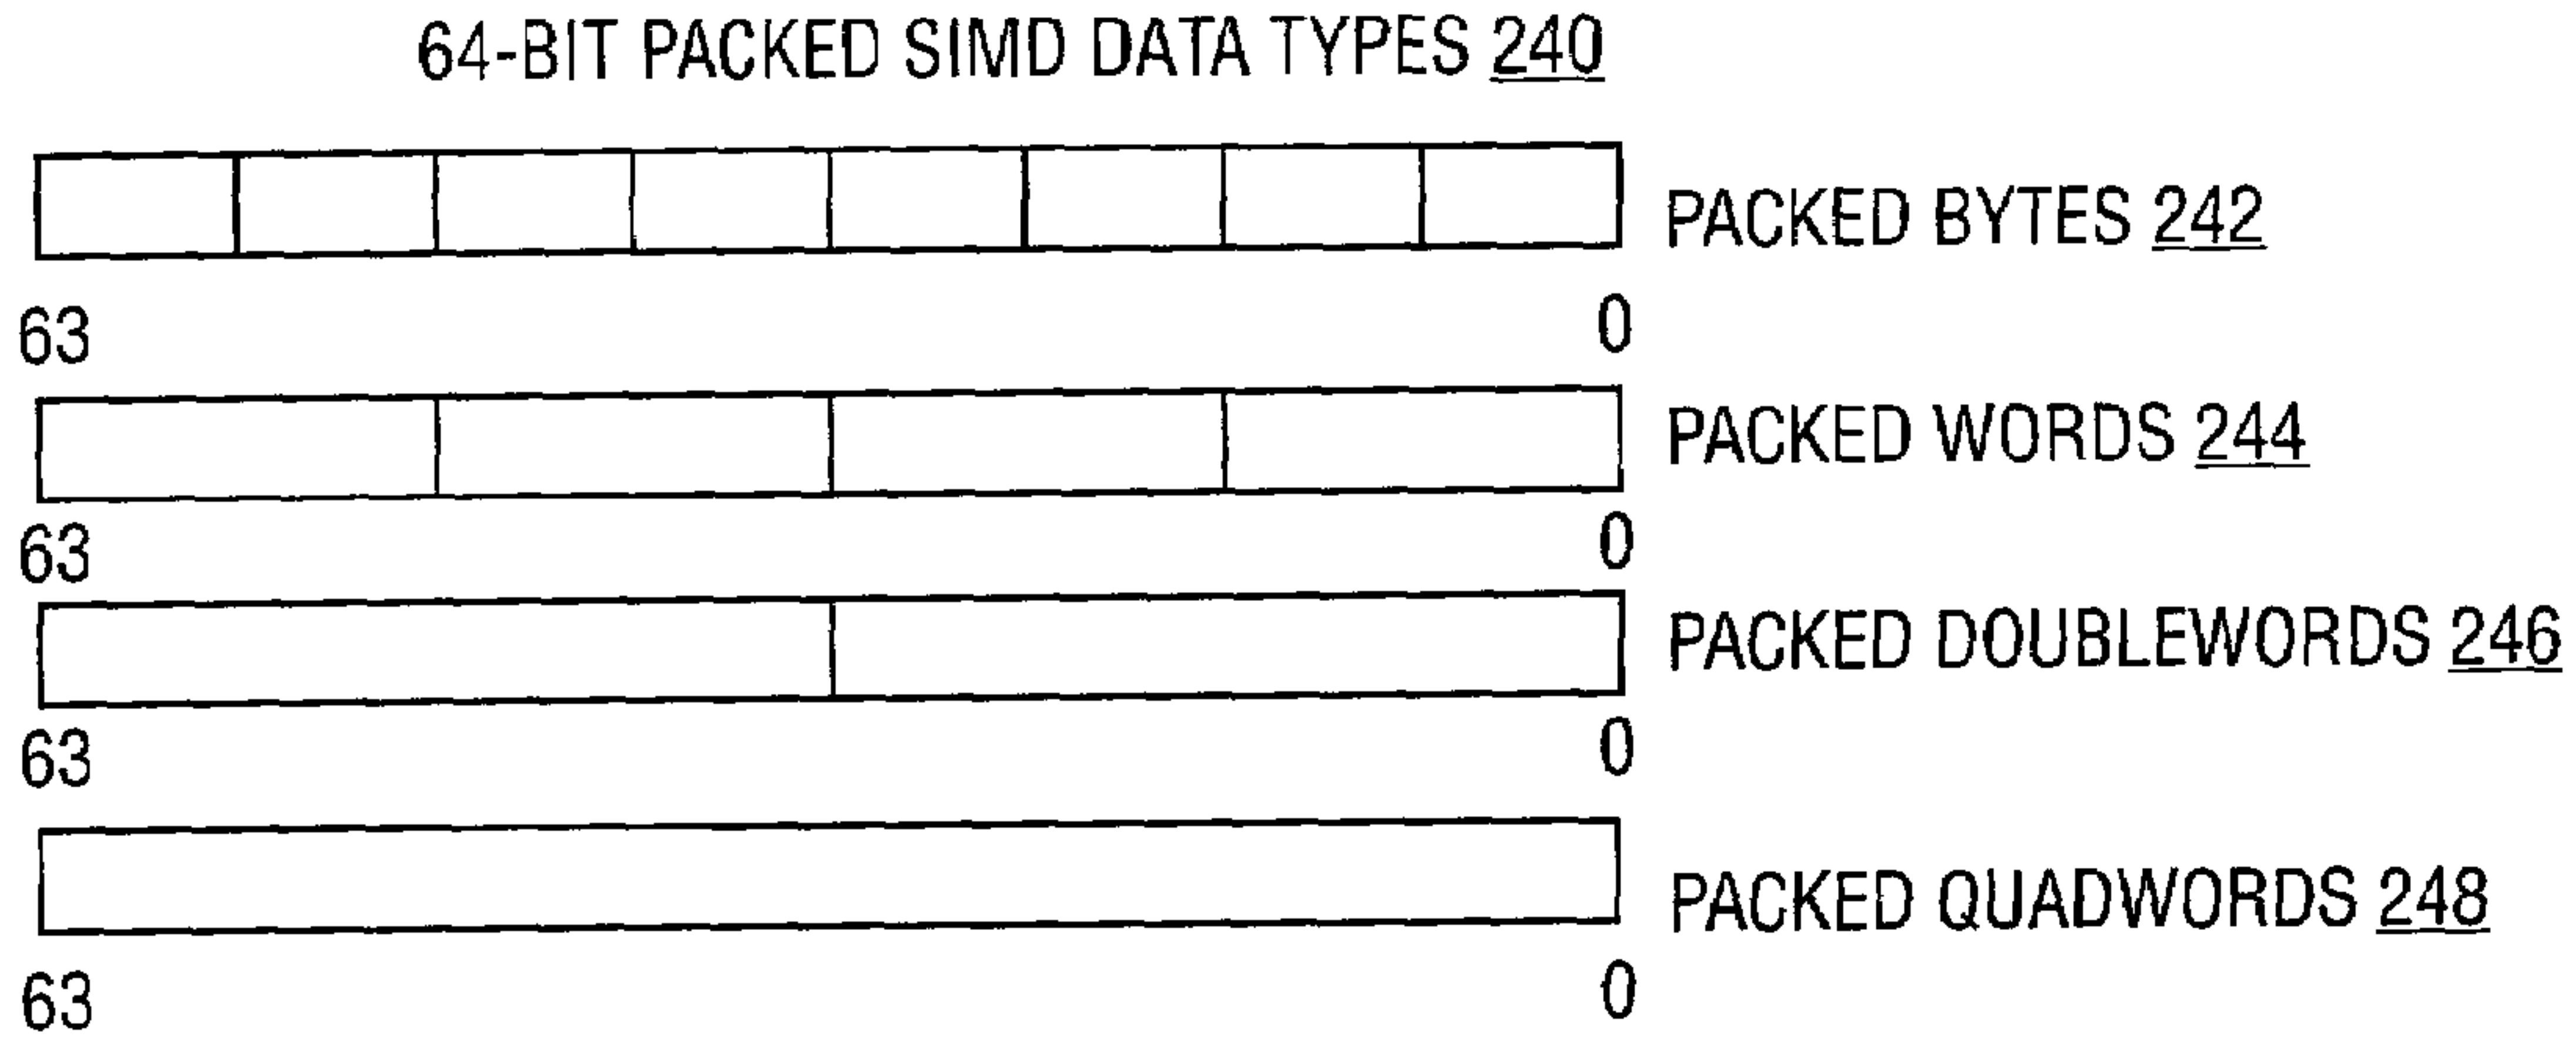 64-BIT PACKED SIMD DATA TYPES 240
PACKED BYTES 242
63 0
PACKED WORDS 244
63 0
PACKED DOUBLEWORDS 246
63 0
PACKED QUADWORDS 248
63 0